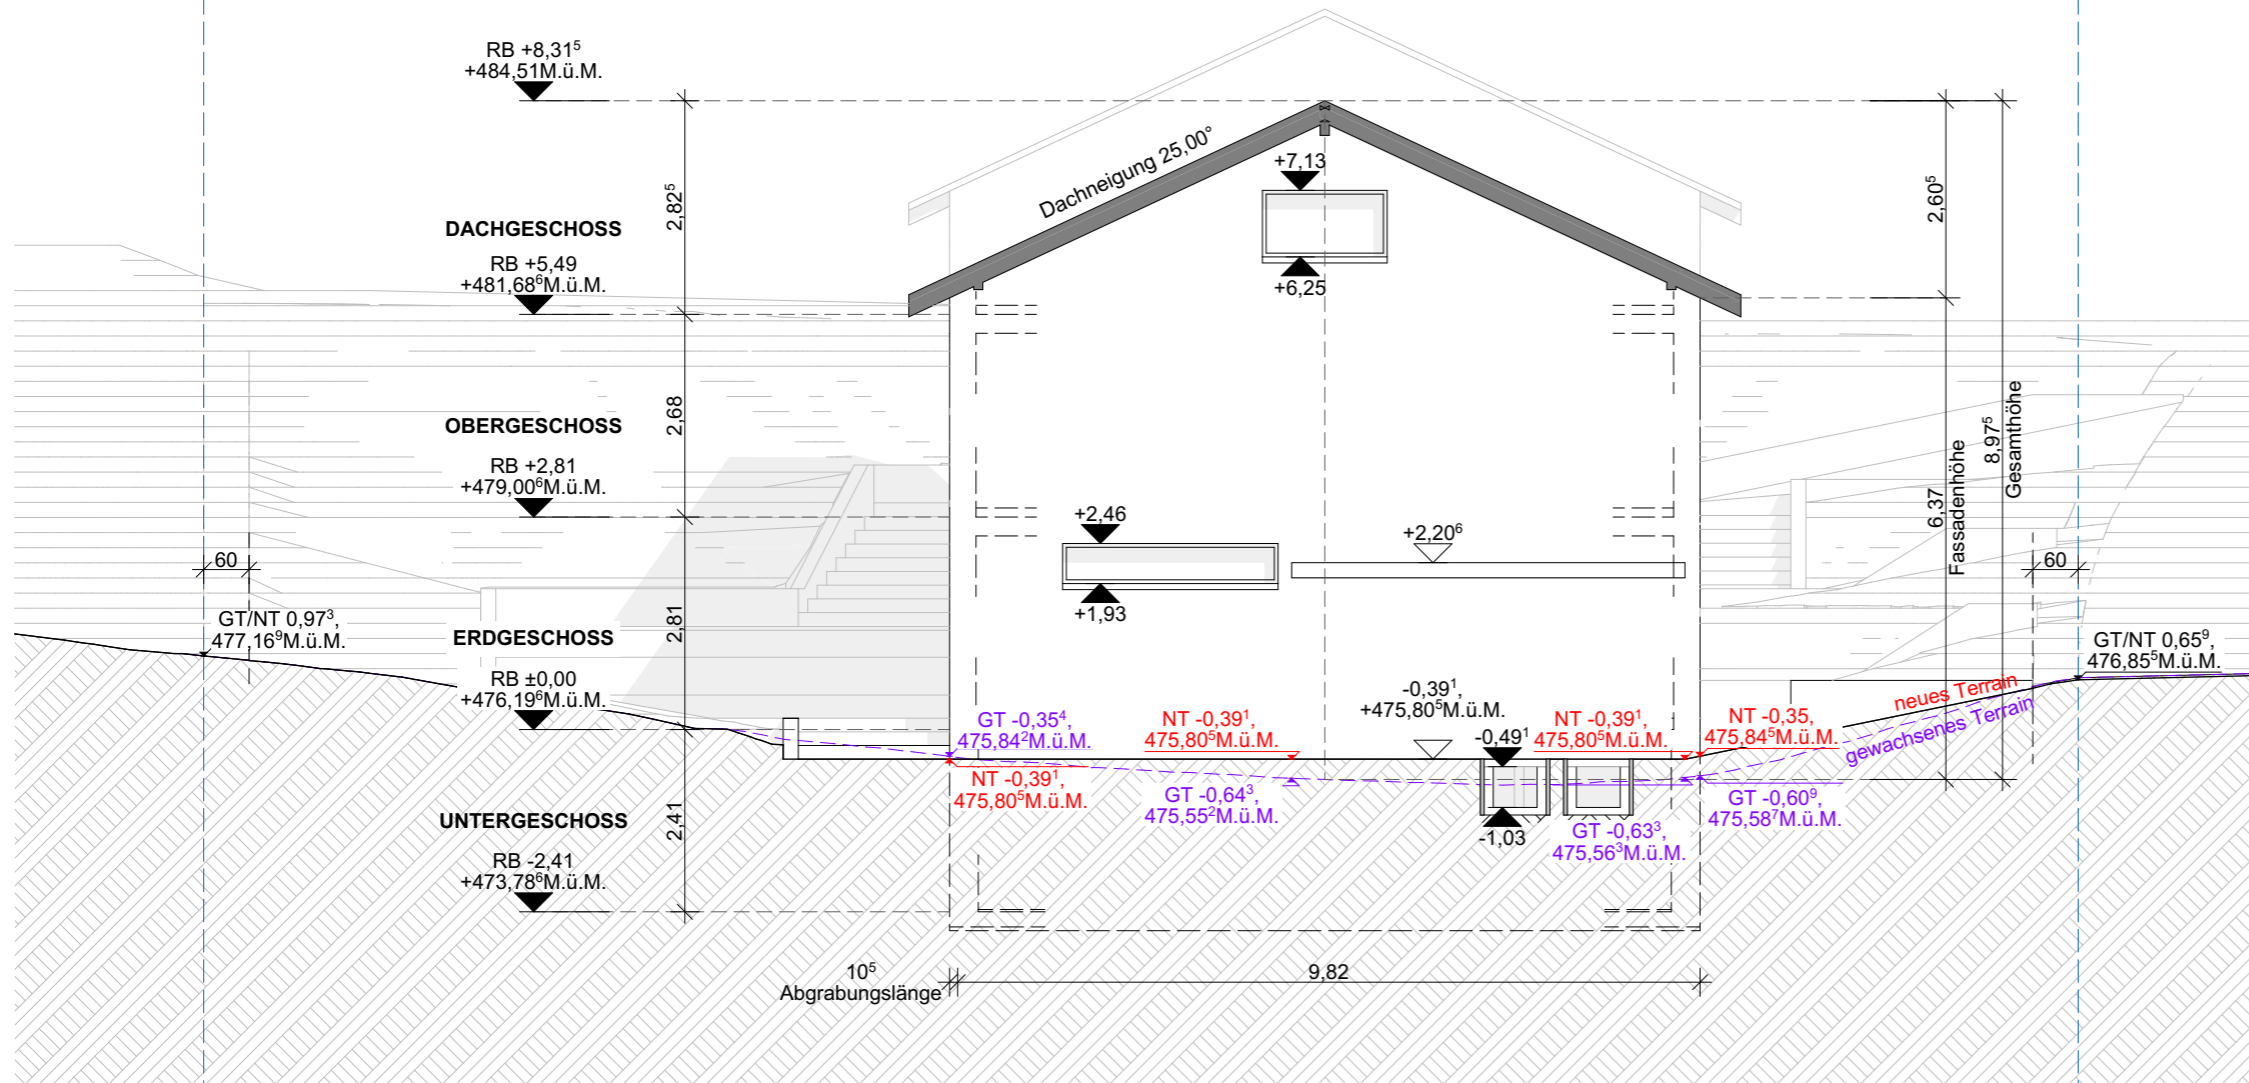 RB +8,31⁵
+484,51M.ü.M.
2,82⁵
DACHGESCHOSS
RB +5,49
+481,68⁶M.ü.M.
2,68
OBERGESCHOSS
RB +2,81
+479,00⁶M.ü.M.
60
GT/NT 0,97³,
477,16⁹M.ü.M.
2,81
ERDGESCHOSS
RB ±0,00
+476,19⁶M.ü.M.
2,41
UNTERGESCHOSS
RB -2,41
+473,78⁶M.ü.M.
Dachneigung 25,00°
+7,13
+6,25
+2,46
+1,93
+2,20⁶
-0,39¹,
+475,80⁵M.ü.M.
GT -0,35⁴,
475,84²M.ü.M.
NT -0,39¹,
475,80⁵M.ü.M.
NT -0,39¹,
475,80⁵M.ü.M.
GT -0,64³,
475,55²M.ü.M.
-0,49¹
-1,03
NT -0,39¹,
475,80⁵M.ü.M.
GT -0,63³,
475,56³M.ü.M.
NT -0,35,
475,84⁵M.ü.M.
GT -0,60⁹,
475,58⁷M.ü.M.
neues Terrain
gewachsenes Terrain
2,60⁵
6,37
Fassadenhöhe
8,97⁵
Gesamthöhe
60
GT/NT 0,65⁹,
476,85⁵M.ü.M.
10⁵
Abgrabungslänge
9,82